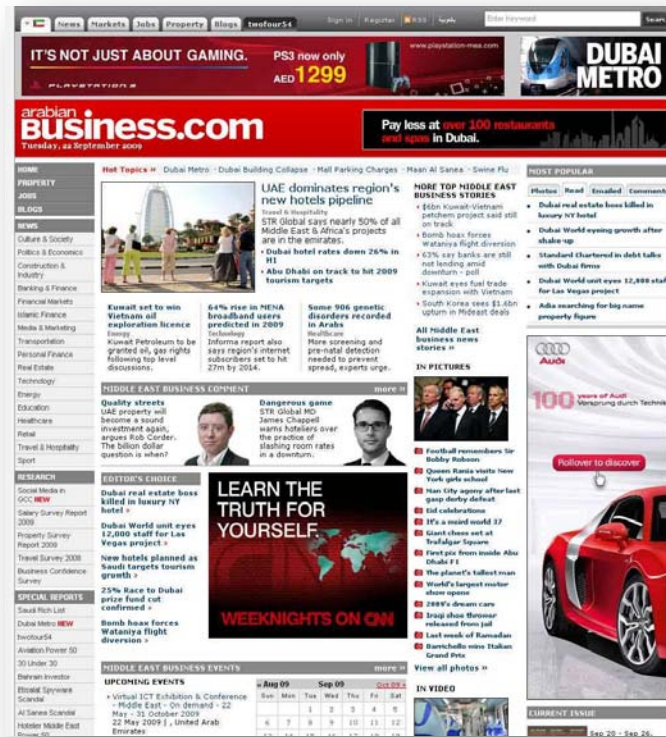 News
Markets
Jobs
Property
Blogs
twofour54
Sign in
Register
RSS
بالعربية
Enter keyword
IT'S NOT JUST ABOUT GAMING.
PLAYSTATION 3
PS3 now only
AED 1299
www.playstation-mea.com
DUBAI
METRO
arabian
Business.com
Tuesday, 22 September 2009
Pay less at over 100 restaurants
and spas in Dubai.
HOME
PROPERTY
JOBS
BLOGS
NEWS
Culture & Society
Politics & Economics
Construction &
Industry
Banking & Finance
Financial Markets
Islamic Finance
Media & Marketing
Transportation
Personal Finance
Real Estate
Technology
Energy
Education
Healthcare
Retail
Travel & Hospitality
Sport
RESEARCH
Social Media in
GCC NEW
Salary Survey Report
2009
Property Survey
Report 2009
Travel Survey 2008
Business Confidence
Survey
SPECIAL REPORTS
Saudi Rich List
Dubai Metro NEW
twofour54
Aviation Power 50
30 Under 30
Bahrain Investor
Etisalat Spyware
Scandal
Al Sanea Scandal
Hotelier Middle East
Power 50
Hot Topics » Dubai Metro · Dubai Building Collapse · Mall Parking Charges · Maan Al Sanea · Swine Flu
UAE dominates region's
new hotels pipeline
Travel & Hospitality
STR Global says nearly 50% of all
Middle East & Africa's projects
are in the emirates.
Dubai hotel rates down 26% in
H1
Abu Dhabi on track to hit 2009
tourism targets
Kuwait set to win
Vietnam oil
exploration licence
Energy
Kuwait Petroleum to be
granted oil, gas rights
following top level
discussions.
64% rise in MENA
broadband users
predicted in 2009
Technology
Informa report also
says region's internet
subscribers set to hit
27m by 2014.
Some 906 genetic
disorders recorded
in Arabs
Healthcare
More screening and
pre-natal detection
needed to prevent
spread, experts urge.
MIDDLE EAST BUSINESS COMMENT
more »
Quality streets
UAE property will
become a sound
investment again,
argues Rob Corder.
The billion dollar
question is when?
Dangerous game
STR Global MD
James Chappell
warns hoteliers over
the practice of
slashing room rates
in a downturn.
EDITOR'S CHOICE
Dubai real estate boss
killed in luxury NY
hotel »
Dubai World unit eyes
12,000 staff for Las
Vegas project »
New hotels planned as
Saudi targets tourism
growth »
25% Race to Dubai
prize fund cut
confirmed »
Bomb hoax forces
Wataniya flight
diversion »
LEARN THE
TRUTH FOR
YOURSELF
WEEKNIGHTS ON CNN
MIDDLE EAST BUSINESS EVENTS
more »
UPCOMING EVENTS
Virtual ICT Exhibition & Conference
- Middle East - On demand - 22
May - 31 October 2009
22 May 2009 | , United Arab
Emirates
« Aug 09 Sep 09 Oct 09 »
Sun Mon Tue Wed Thu Fri Sat
1 2 3 4 5
6 7 8 9 10 11 12
MORE TOP MIDDLE EAST
BUSINESS STORIES
$6bn Kuwait-Vietnam
petchem project said still
on track
Bomb hoax forces
Wataniya flight diversion
63% say banks are still
not lending amid
downturn - poll
Kuwait eyes fuel trade
expansion with Vietnam
South Korea sees $1.6bn
upturn in Mideast deals
All Middle East
business news
stories »
IN PICTURES
Football remembers Sir
Bobby Robson
Queen Rania visits New
York girls school
Man City agony after last
gasp derby defeat
Eid celebrations
It's a weird world 37
Giant chess set at
Trafalgar Square
First pix from inside Abu
Dhabi F1
The planet's tallest man
World's largest motor
show opens
2009's dream cars
Iraqi shoe thrower
released from jail
Last week of Ramadan
Barrichello wins Italian
Grand Prix
View all photos »
IN VIDEO
MOST POPULAR
Photos
Read
Emailed
Dubai real estate boss killed in
luxury NY hotel
Dubai World eyeing growth after
shake-up
Standard Chartered in debt talks
with Dubai firms
Dubai World unit eyes 12,000 staff
for Las Vegas project
Adia searching for big name
property figure
Audi
100 years of Audi
Vorsprung durch Technik
Rollover to discover
CURRENT ISSUE
Sep 20 - Sep 26,